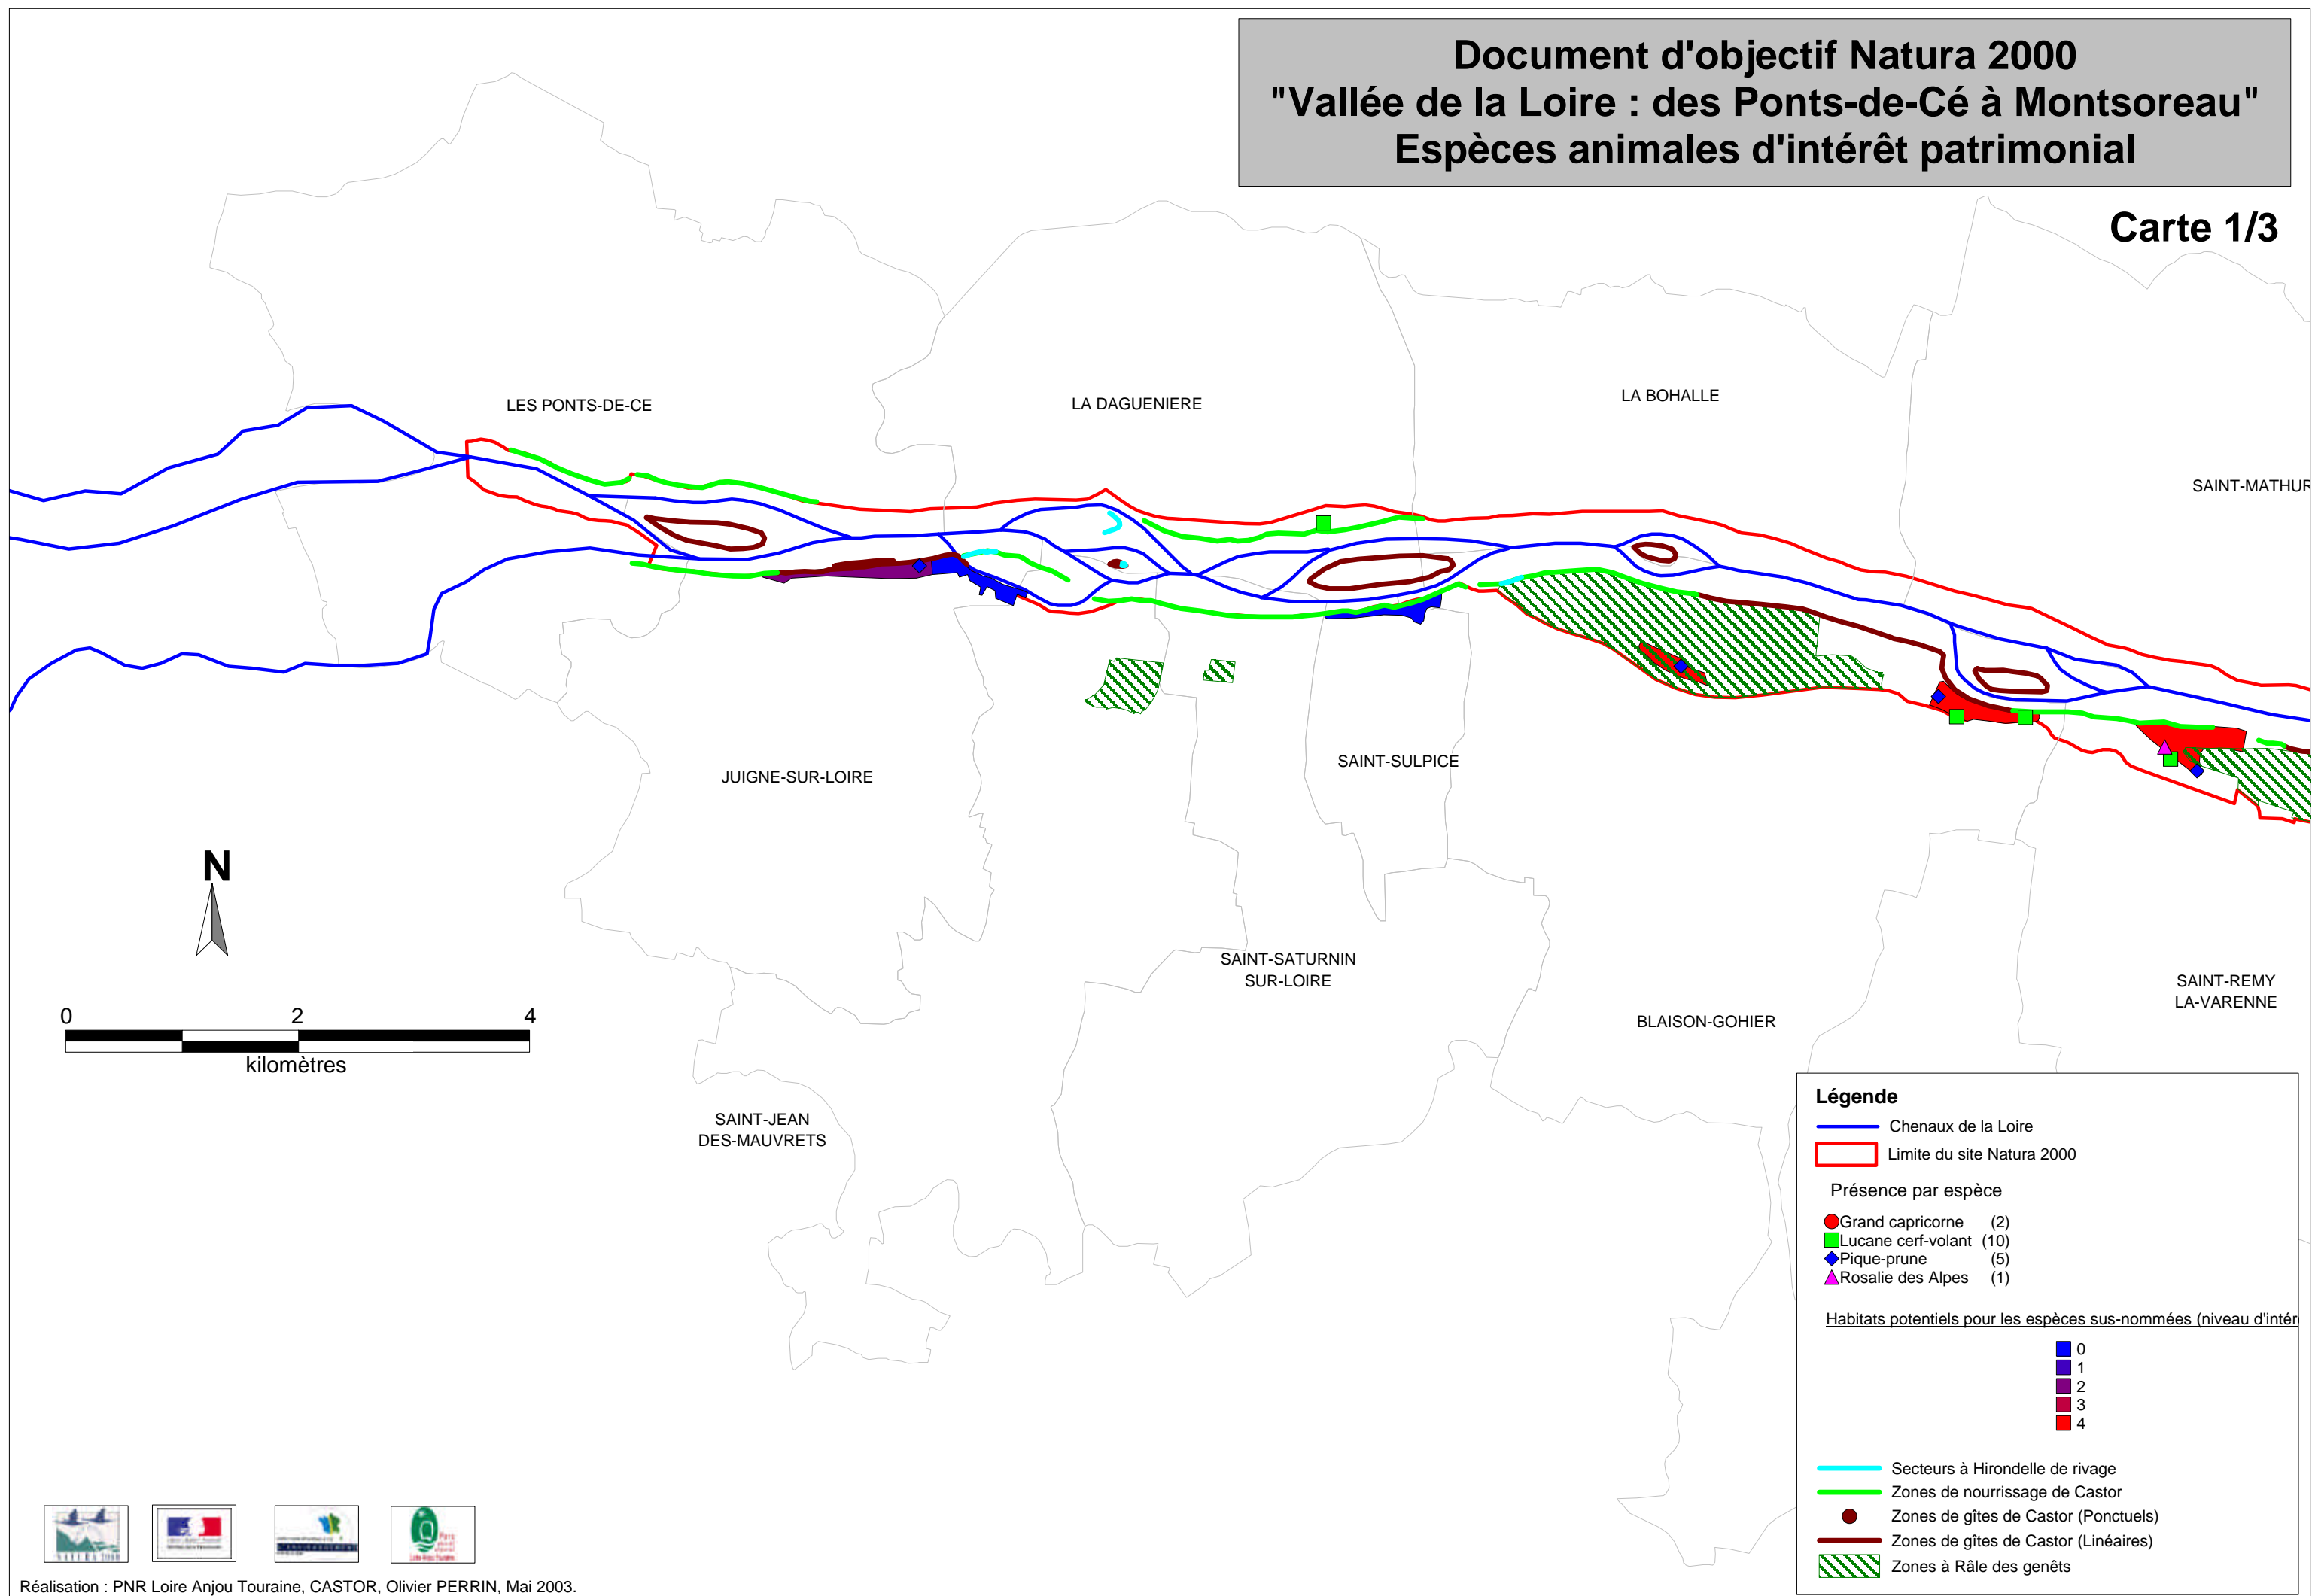 Document d'objectif Natura 2000
"Vallée de la Loire : des Ponts-de-Cé à Montsoreau"
Espèces animales d'intérêt patrimonial
Carte 1/3
LES PONTS-DE-CE
LA DAGUENIERE
LA BOHALLE
SAINT-MATHUR
JUIGNE-SUR-LOIRE
SAINT-SULPICE
SAINT-SATURNIN
SUR-LOIRE
SAINT-REMY
LA-VARENNE
BLAISON-GOHIER
SAINT-JEAN
DES-MAUVRETS
N
0 2 4
kilomètres
Légende
Chenaux de la Loire
Limite du site Natura 2000
Présence par espèce
Grand capricorne (2)
Lucane cerf-volant (10)
Pique-prune (5)
Rosalie des Alpes (1)
Habitats potentiels pour les espèces sus-nommées (niveau d'intér
0
1
2
3
4
Secteurs à Hirondelle de rivage
Zones de nourrissage de Castor
Zones de gîtes de Castor (Ponctuels)
Zones de gîtes de Castor (Linéaires)
Zones à Râle des genêts
NATURA 2000
Loire Anjou Touraine
Réalisation : PNR Loire Anjou Touraine, CASTOR, Olivier PERRIN, Mai 2003.